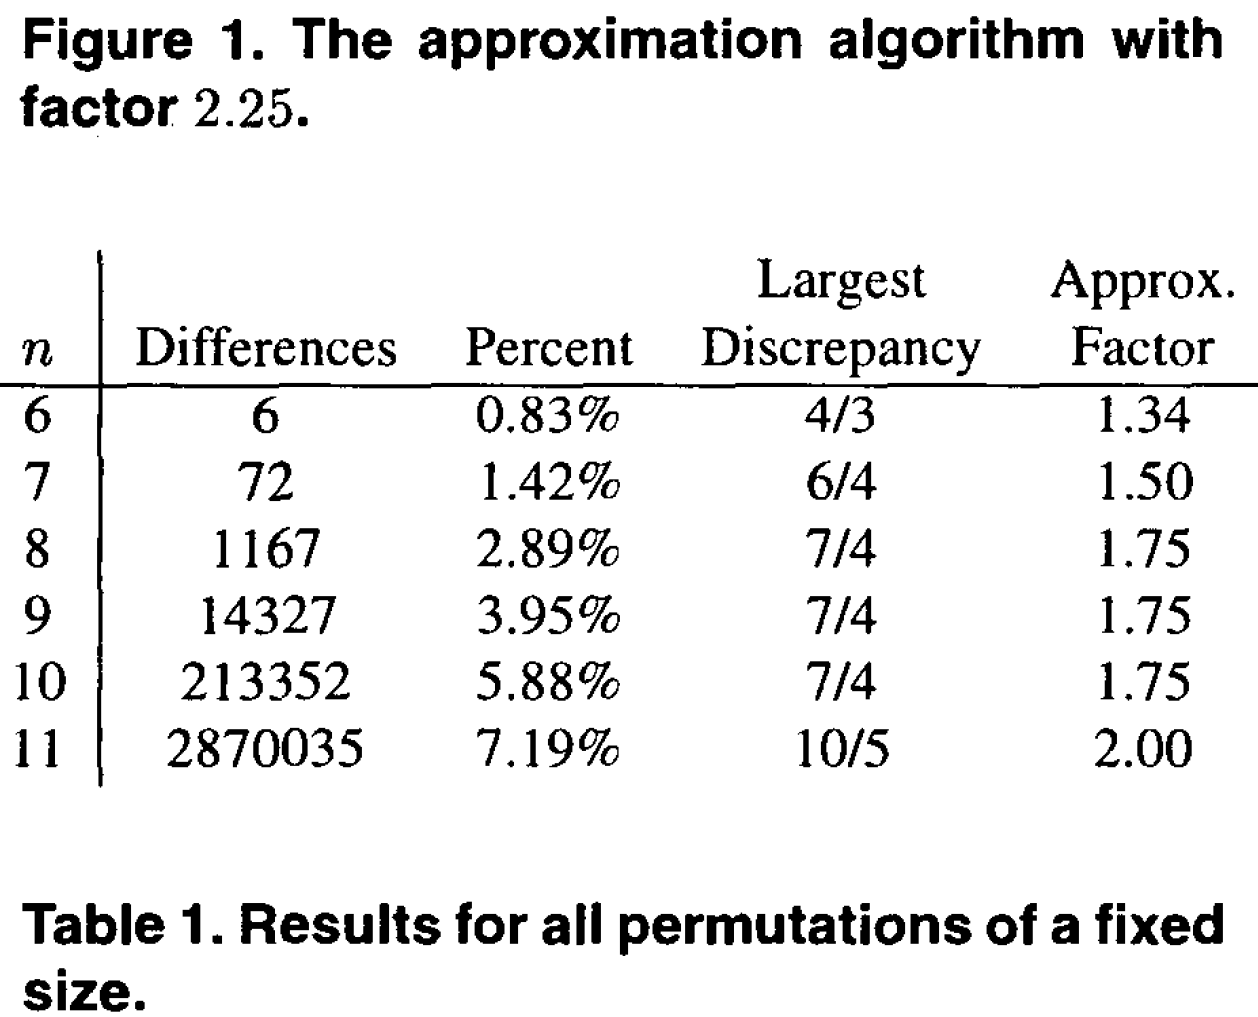 Figure 1. The approximation algorithm with
factor 2.25.
Largest Approx.
n Differences Percent Discrepancy Factor
6 6 0.83% 4/3 1.34
7 72 1.42% 6/4 1.50
8 1167 2.89% 7/4 1.75
9 14327 3.95% 7/4 1.75
10 213352 5.88% 7/4 1.75
11 2870035 7.19% 10/5 2.00
Table 1. Results for all permutations of a fixed
size.